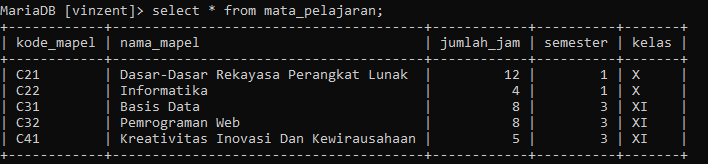 MariaDB [vinzent]> select * from mata_pelajaran;
+------------+------------------------------------------+------------+----------+-------+
| kode_mapel | nama_mapel                               | jumlah_jam | semester | kelas |
+------------+------------------------------------------+------------+----------+-------+
| C21        | Dasar-Dasar Rekayasa Perangkat Lunak     |         12 |        1 | X     |
| C22        | Informatika                              |          4 |        1 | X     |
| C31        | Basis Data                               |          8 |        3 | XI    |
| C32        | Pemrograman Web                          |          8 |        3 | XI    |
| C41        | Kreativitas Inovasi Dan Kewirausahaan    |          5 |        3 | XI    |
+------------+------------------------------------------+------------+----------+-------+